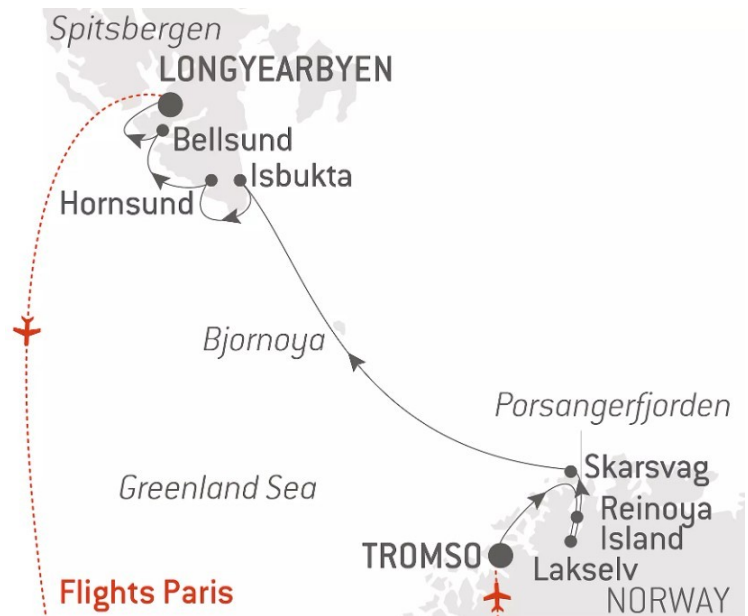 Spitsbergen
LONGYEARBYEN
Bellsund
Isbukta
Hornsund
Bjornoya
Porsangerfjorden
Skarsvag
Greenland Sea
Reinoya
Island
TROMSO
Lakselv
Flights Paris
NORWAY